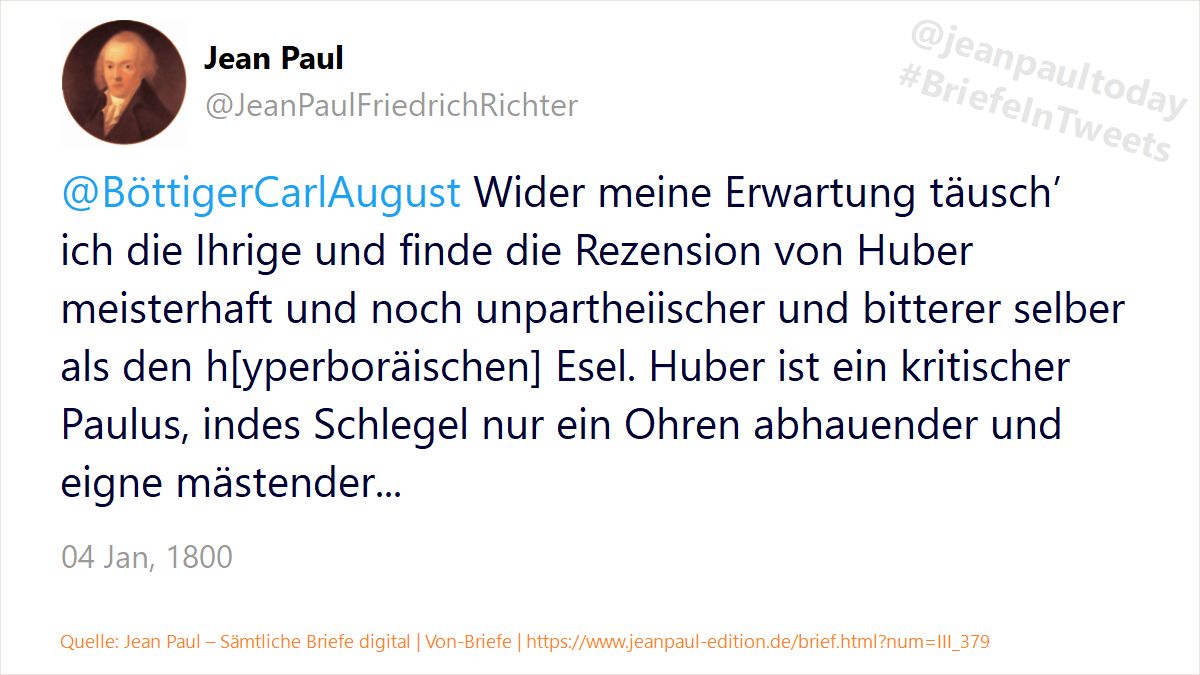 Jean Paul
@JeanPaulFriedrichRichter
@jeanpaultoday
#BriefeInTweets
@BöttigerCarlAugust Wider meine Erwartung täusch’
ich die Ihrige und finde die Rezension von Huber
meisterhaft und noch unpartheiischer und bitterer selber
als den h[yperboräischen] Esel. Huber ist ein kritischer
Paulus, indes Schlegel nur ein Ohren abhauender und
eigne mästender...
04 Jan, 1800
Quelle: Jean Paul – Sämtliche Briefe digital | Von-Briefe | https://www.jeanpaul-edition.de/brief.html?num=III_379